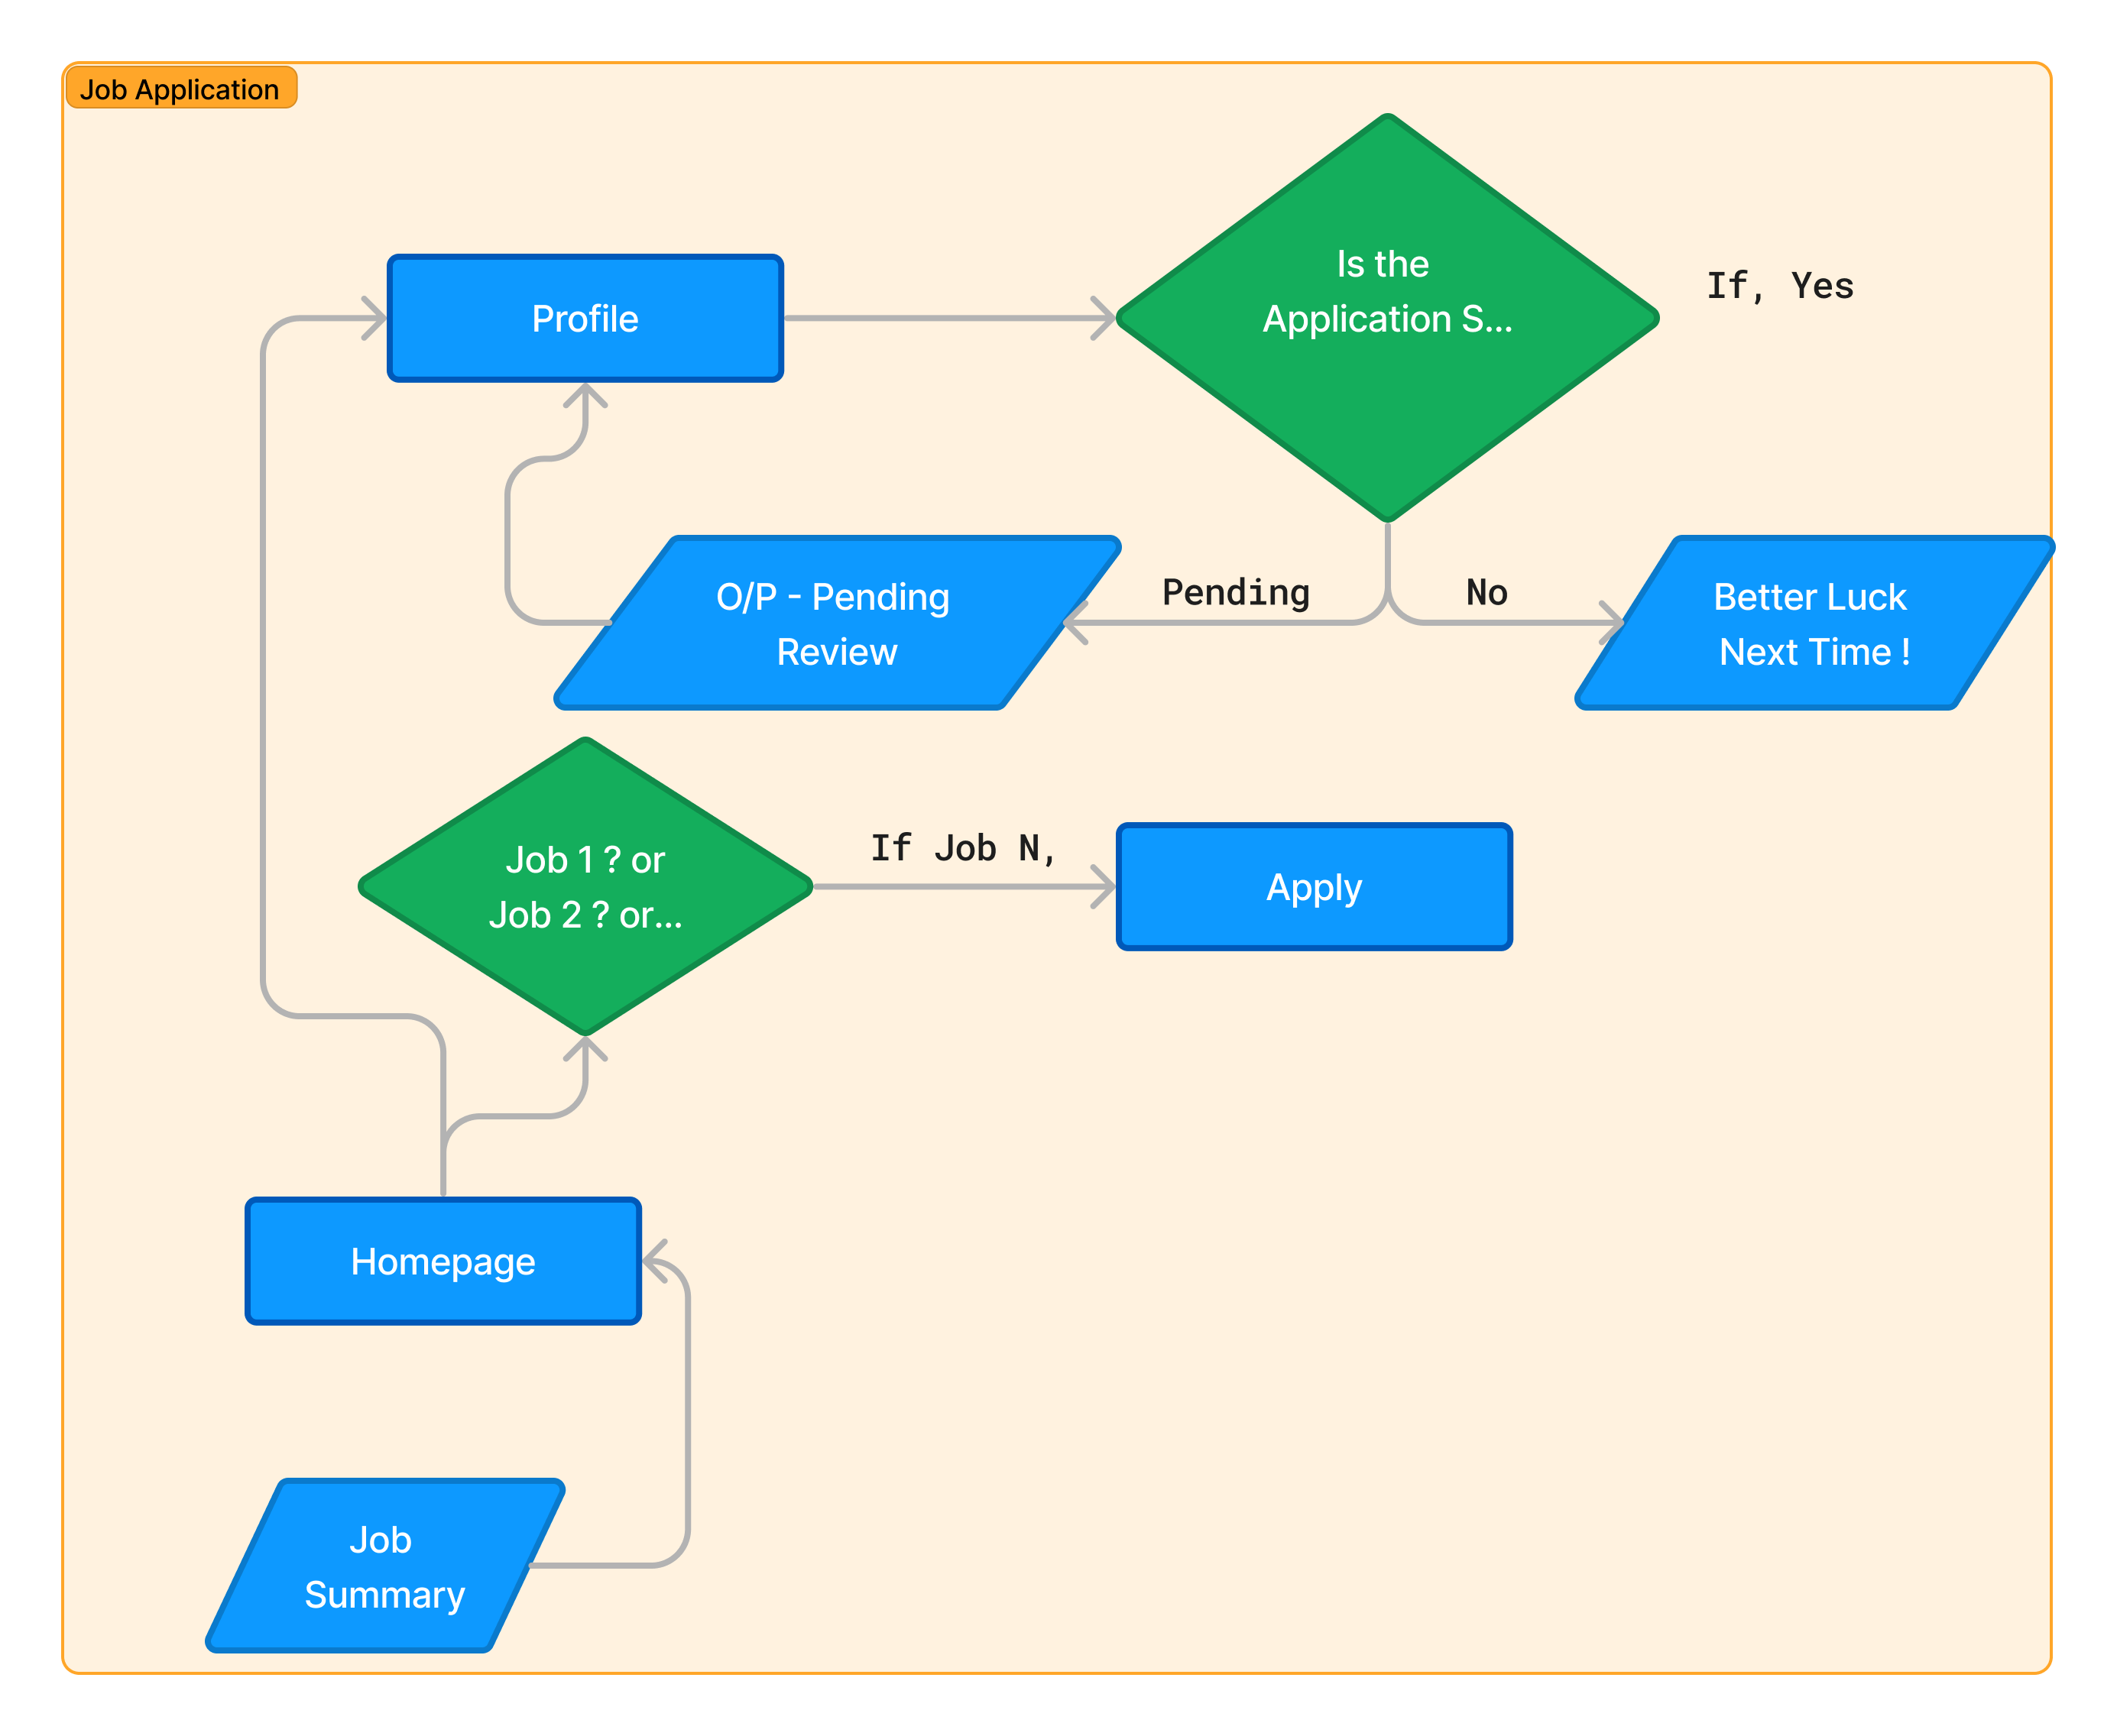 Job Application
Is the
Application S...
If, Yes
Profile
O/P - Pending
Review
Pending
No
Better Luck
Next Time !
Job 1 ? or
Job 2 ? or...
If Job N,
Apply
Homepage
Job
Summary